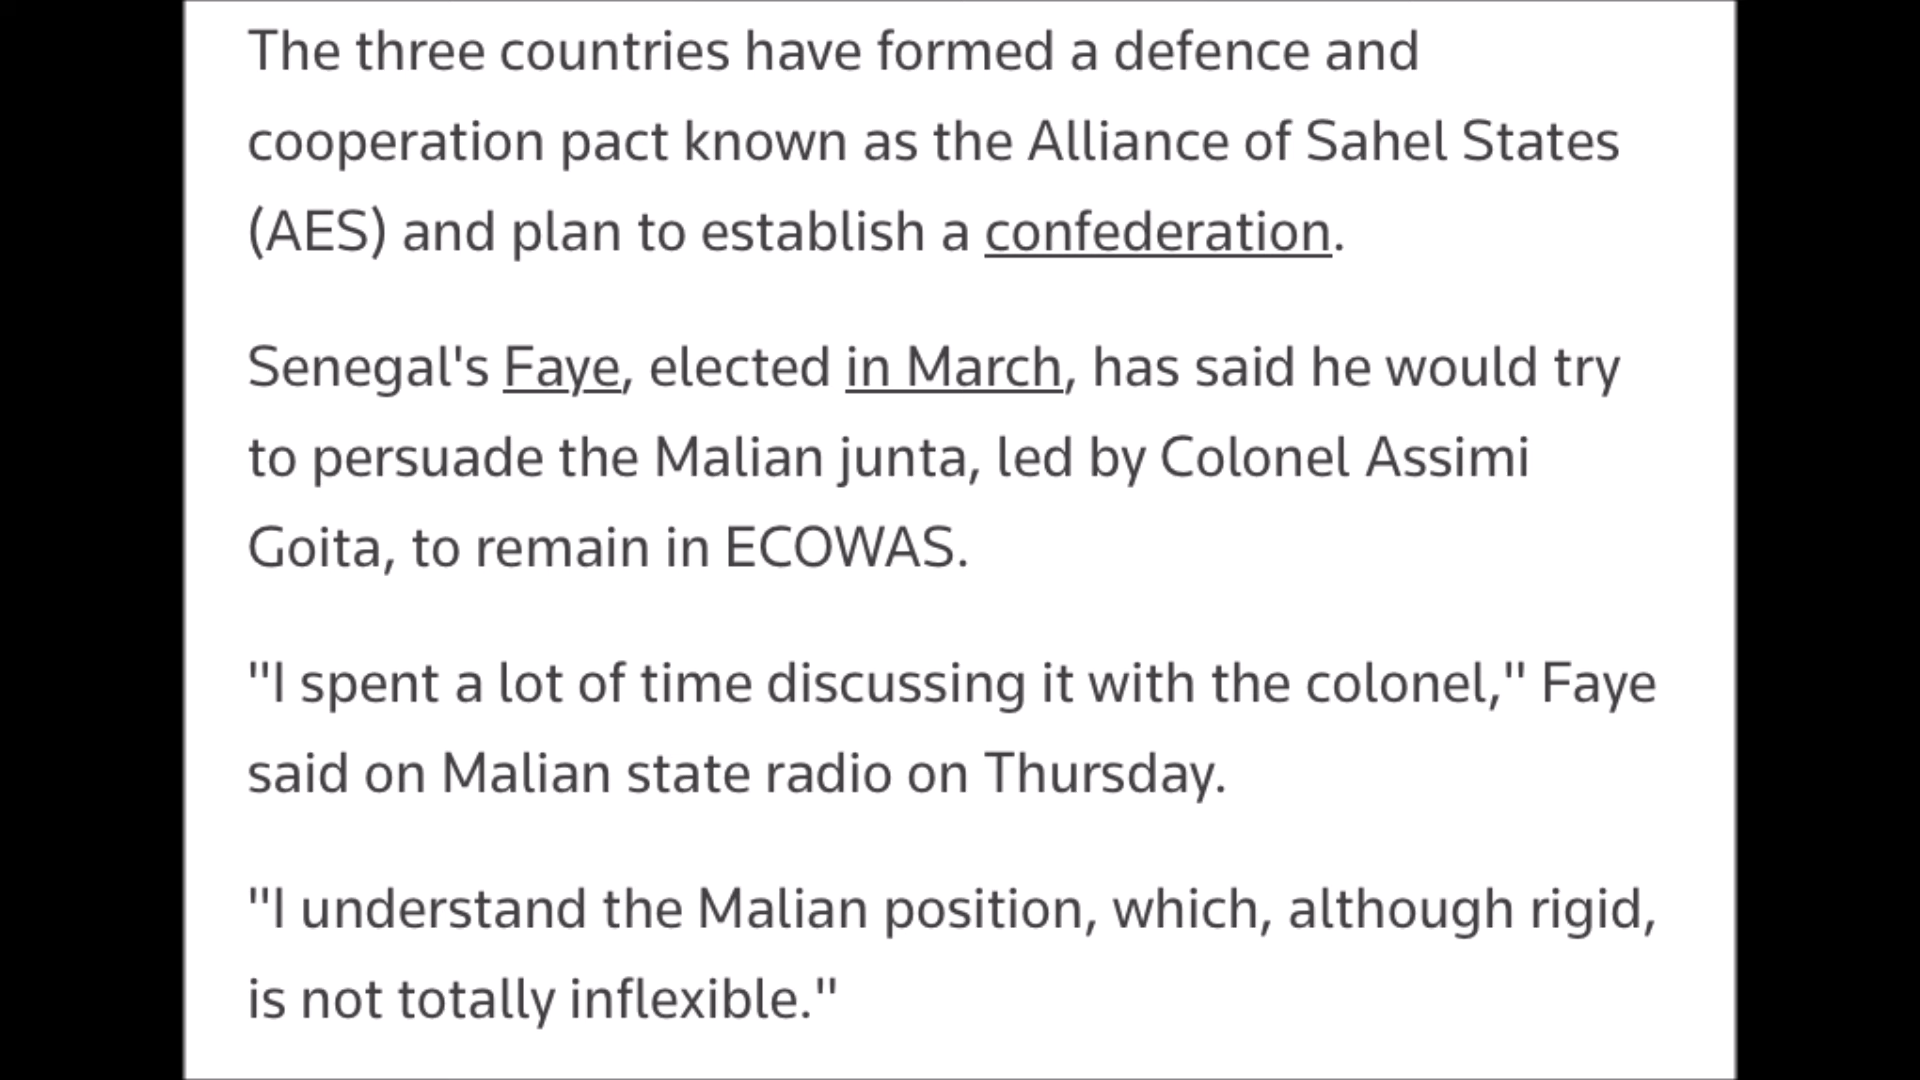 The three countries have formed a defence and
cooperation pact known as the Alliance of Sahel States
(AES) and plan to establish a confederation.
Senegal's Faye, elected in March, has said he would try
to persuade the Malian junta, led by Colonel Assimi
Goita, to remain in ECOWAS.
"I spent a lot of time discussing it with the colonel," Faye
said on Malian state radio on Thursday.
"I understand the Malian position, which, although rigid,
is not totally inflexible."